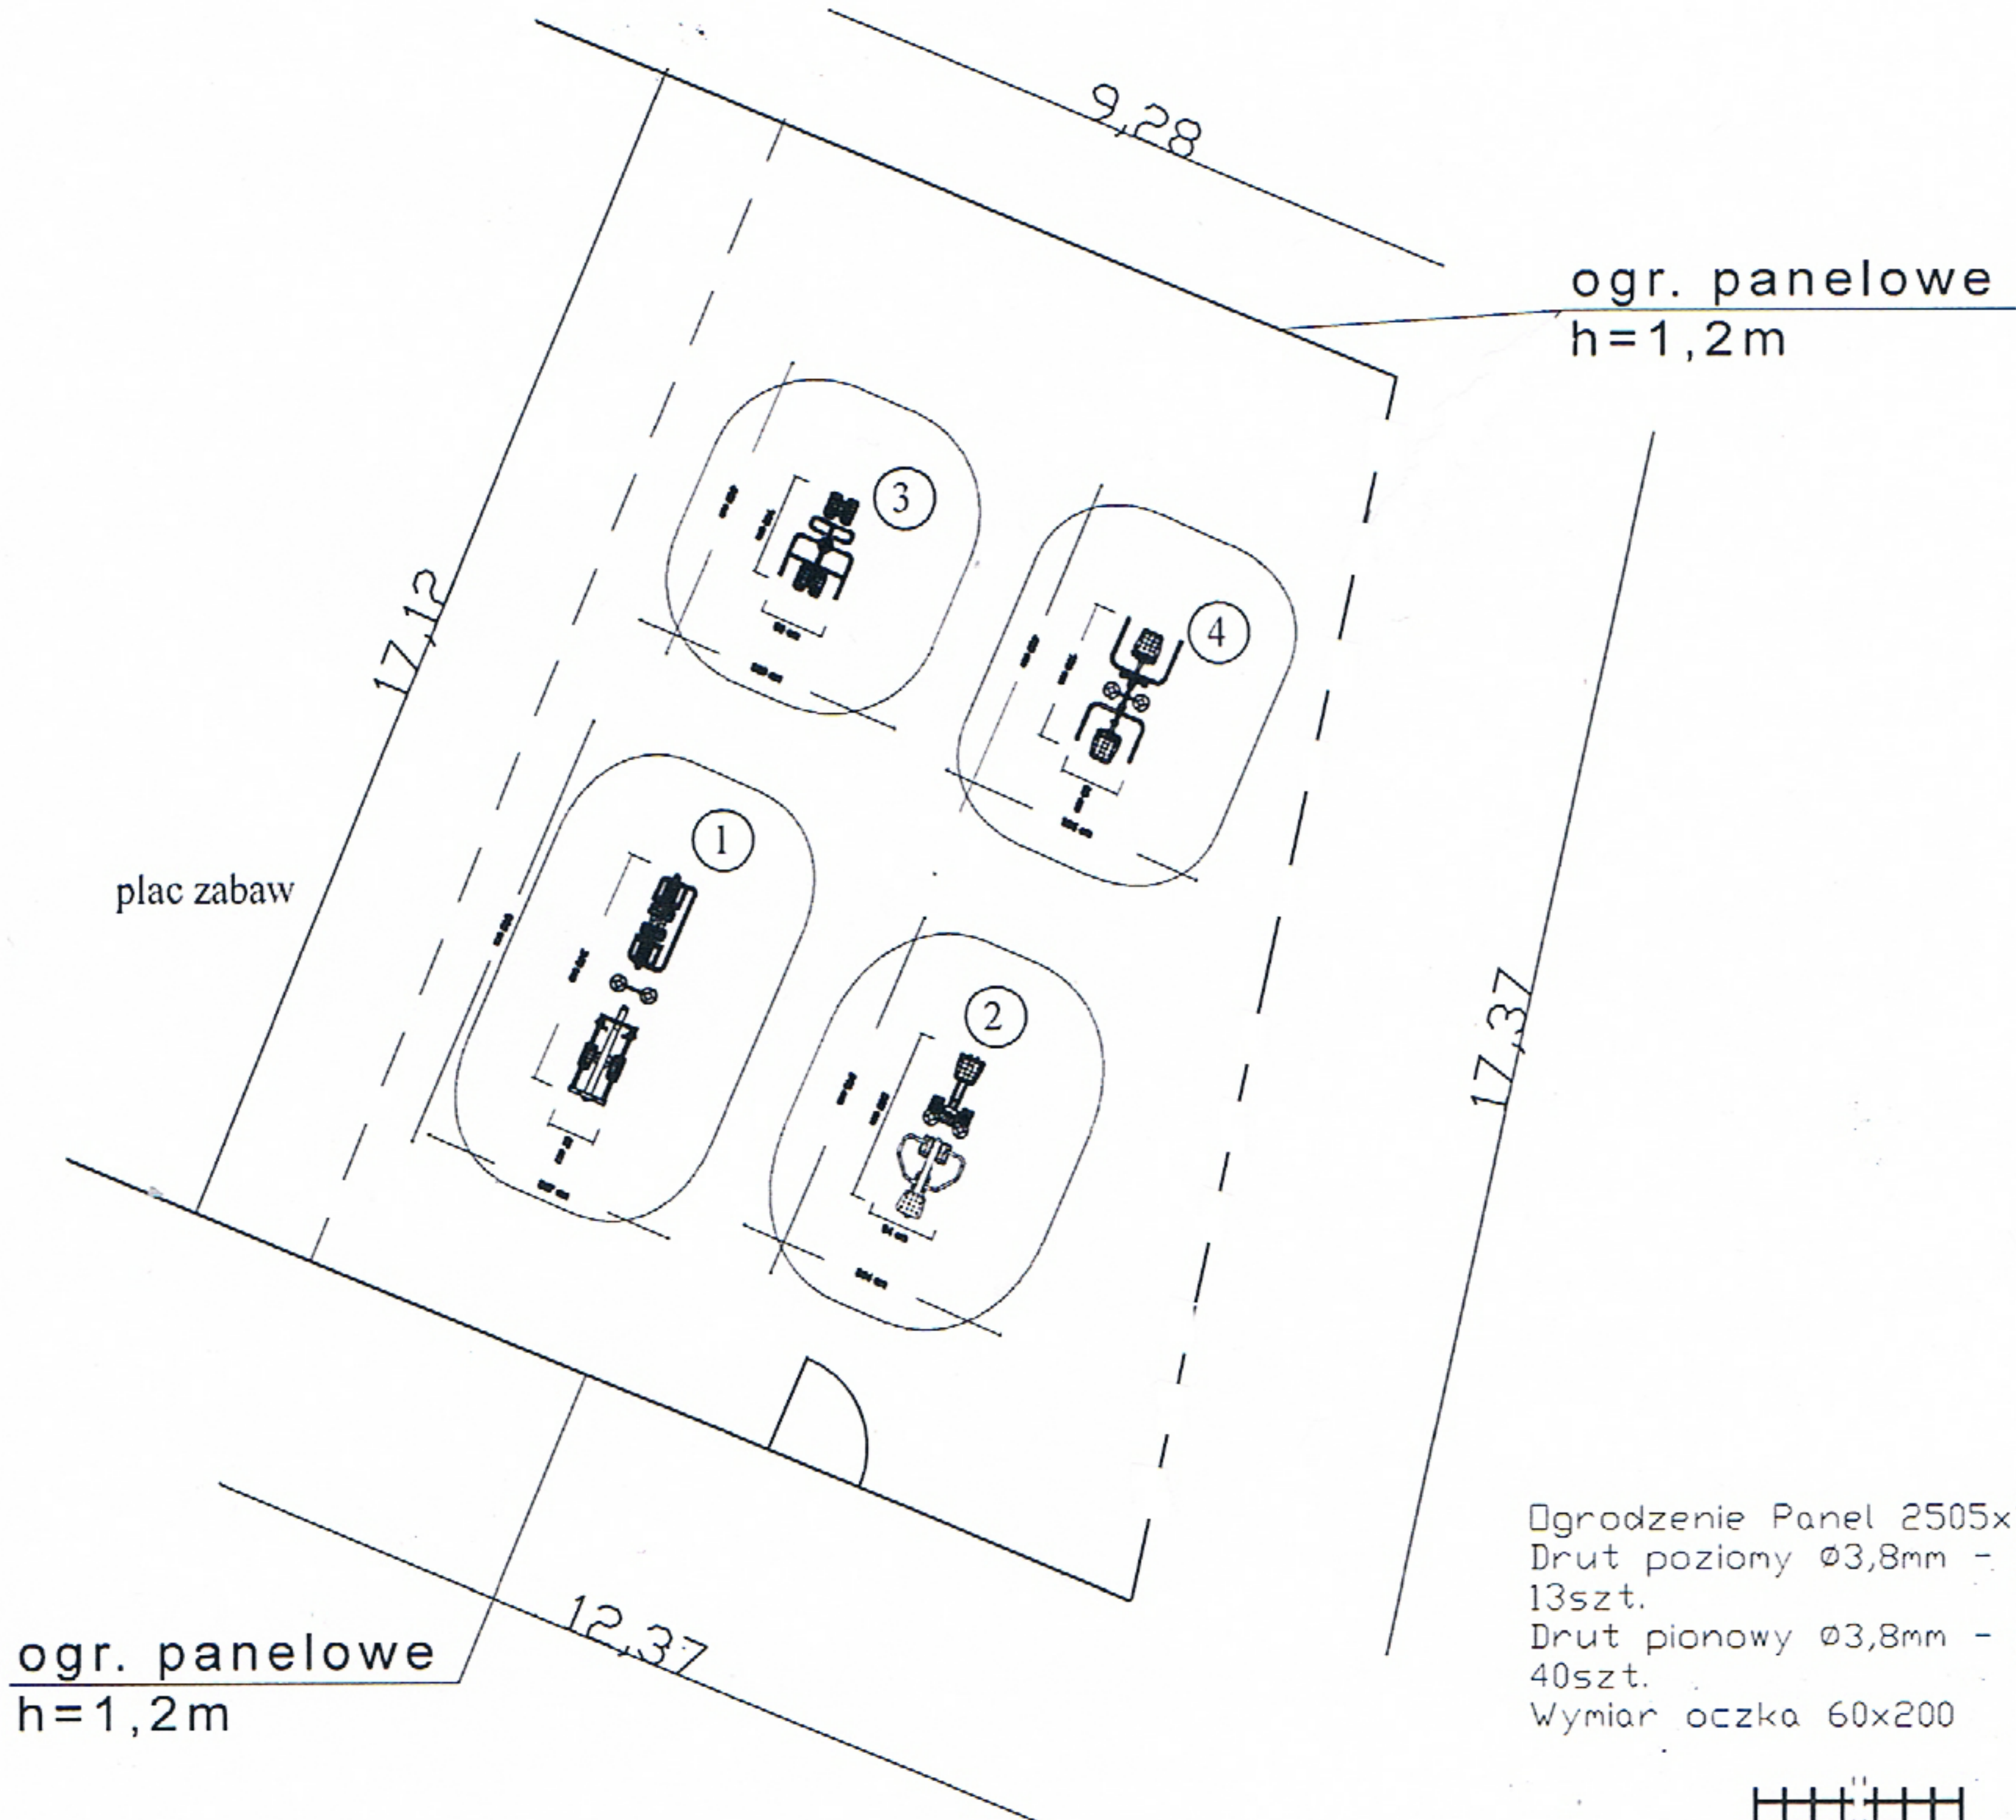 9,28
ogr. panelowe
h=1,2m
3
4
17,12
1
plac zabaw
2
17,37
Ogrodzenie Panel 2505x
Drut poziomy Ø3,8mm -
13szt.
Drut pionowy Ø3,8mm -
40szt.
Wymiar oczka 60x200
12,37
ogr. panelowe
h=1,2m